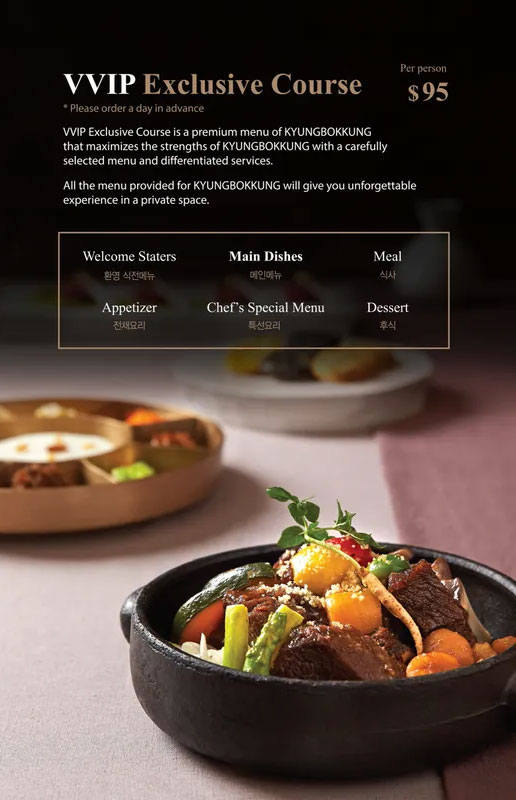 Per person
VVIP Exclusive Course
$95
* Please order a day in advance
VVIP Exclusive Course is a premium menu of KYUNGBOKKUNG
that maximizes the strengths of KYUNGBOKKUNG with a carefully
selected menu and differentiated services.
All the menu provided for KYUNGBOKKUNG will give you unforgettable
experience in a private space.
Welcome Staters
환영 식전메뉴
Main Dishes
메인메뉴
Meal
식사
Appetizer
전채요리
Chef's Special Menu
특선요리
Dessert
후식